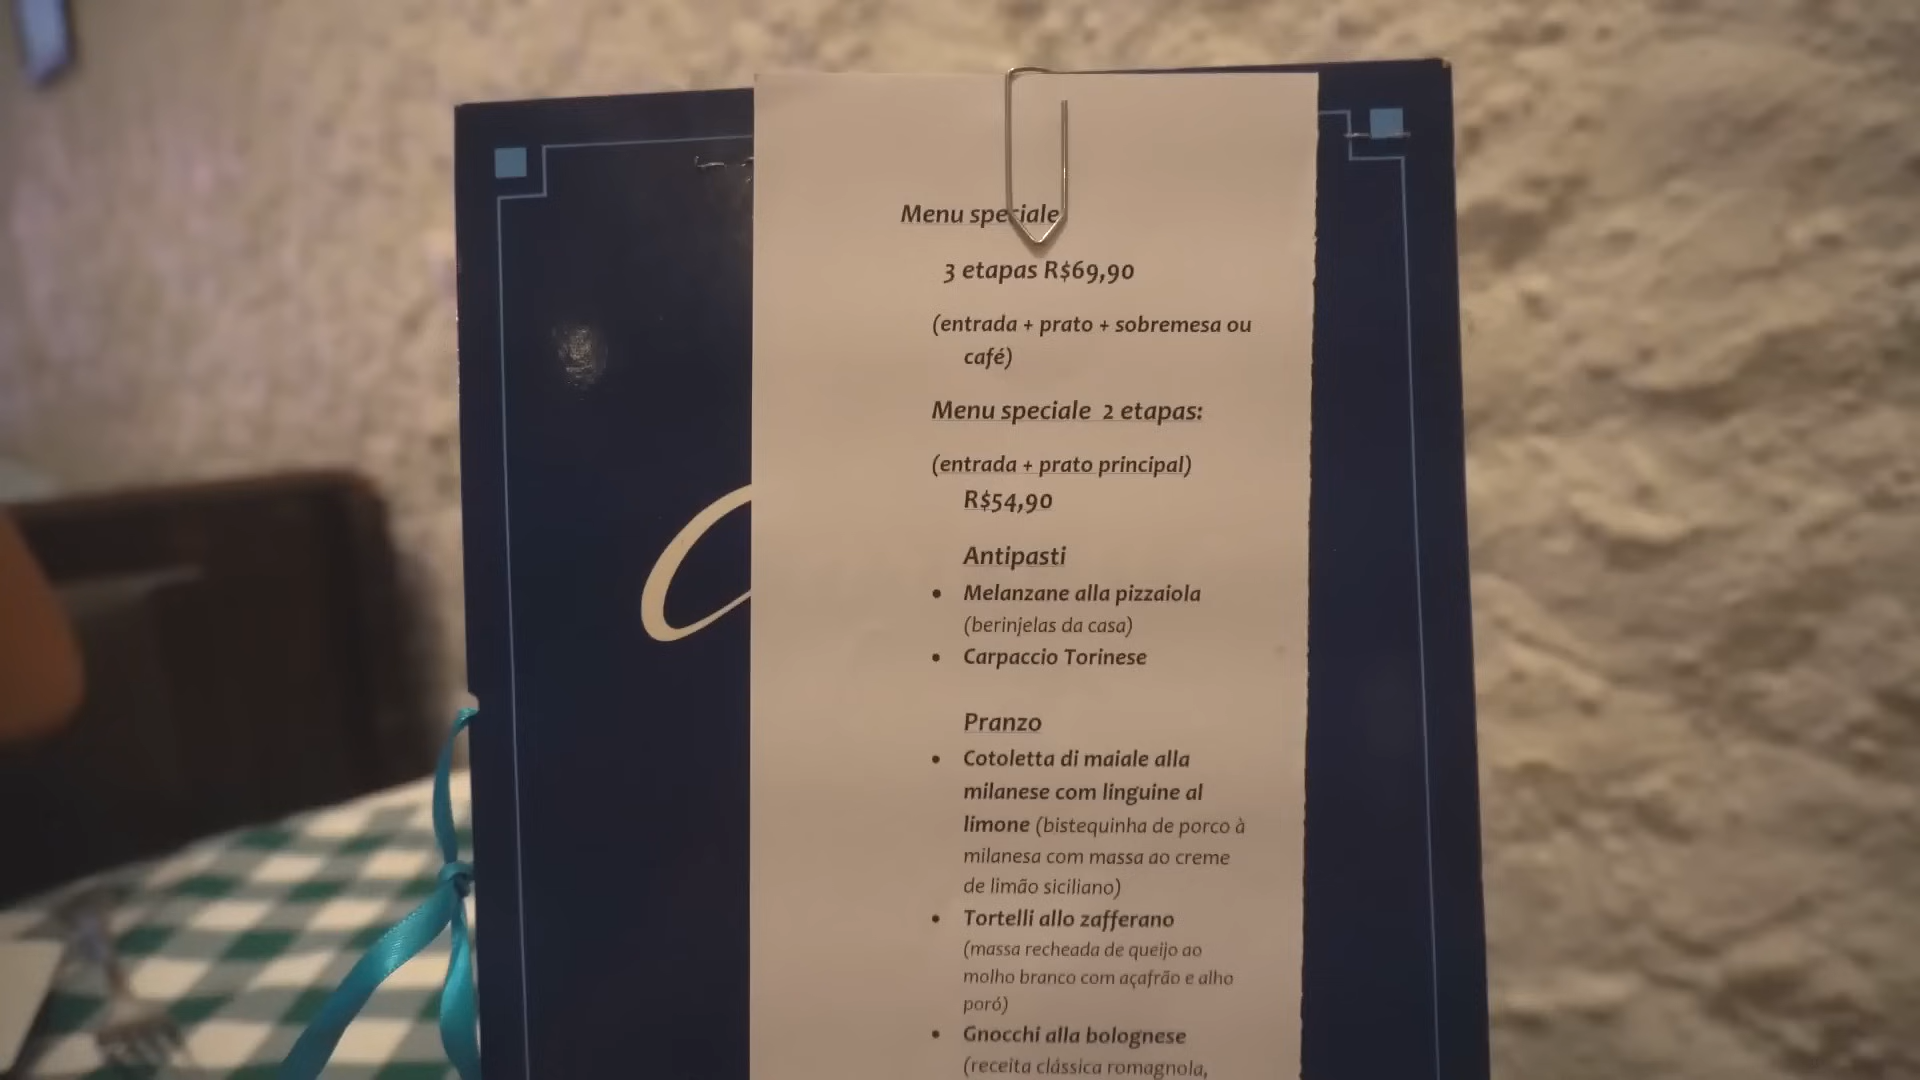 Menu speciale
3 etapas R$69,90
(entrada + prato + sobremesa ou
café)
Menu speciale 2 etapas:
(entrada + prato principal)
R$54,90
Antipasti
• Melanzane alla pizzaiola
(berinjelas da casa)
• Carpaccio Torinese
Pranzo
• Cotoletta di maiale alla
milanese com linguine al
limone (bistequinha de porco à
milanesa com massa ao creme
de limão siciliano)
• Tortelli allo zafferano
(massa recheada de queijo ao
molho branco com açafrão e alho
poró)
• Gnocchi alla bolognese
(receita clássica romagnola,